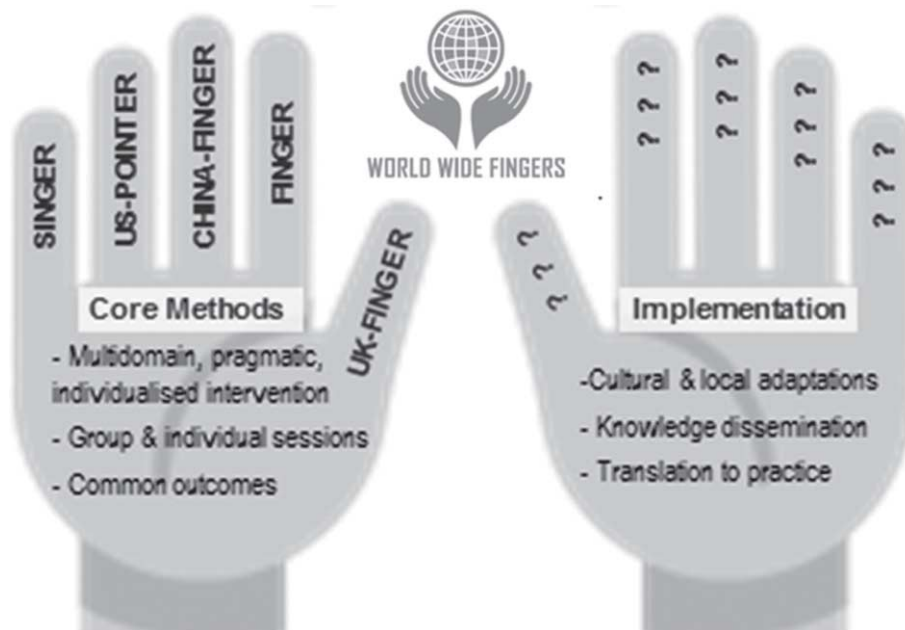 SINGER
US-POINTER
CHINA-FINGER
FINGER
UK-FINGER
WORLD WIDE FINGERS
Core Methods
- Multidomain, pragmatic,
individualised intervention
- Group & individual sessions
- Common outcomes
? ? ?
? ? ?
? ? ?
? ? ?
? ? ?
Implementation
-Cultural & local adaptations
- Knowledge dissemination
- Translation to practice